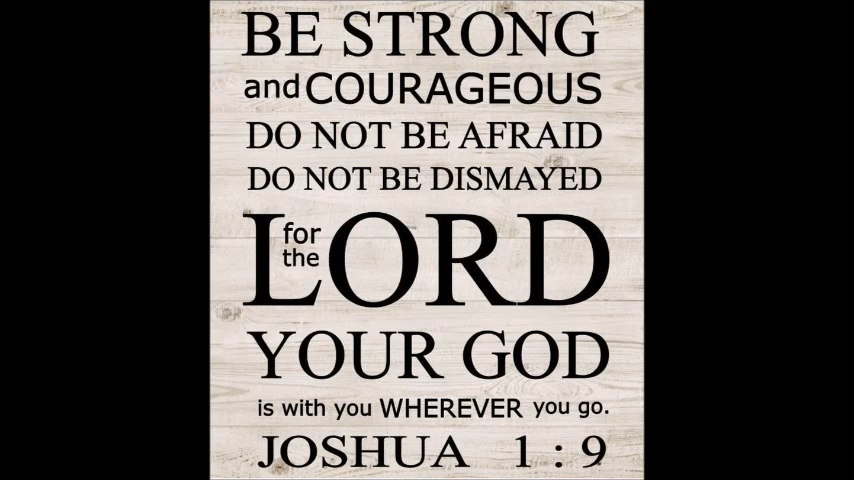 BE STRONG
and COURAGEOUS
DO NOT BE AFRAID
DO NOT BE DISMAYED
for the LORD
YOUR GOD
is with you WHEREVER you go.
JOSHUA 1:9